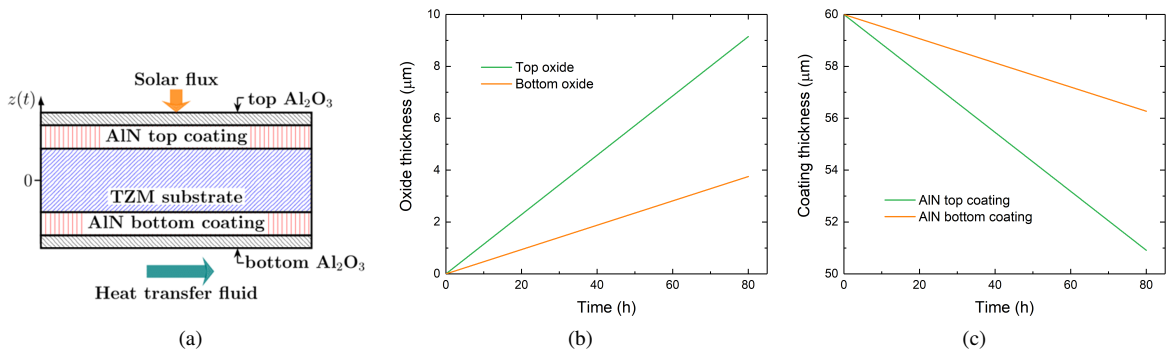 Solar flux
z(t)
top Al₂O₃
AlN top coating
0
TZM substrate
AlN bottom coating
bottom Al₂O₃
Heat transfer fluid
(a)
10
8
6
4
2
0
Oxide thickness (μm)
Top oxide
Bottom oxide
0 20 40 60 80
Time (h)
(b)
60
58
56
54
52
50
Coating thickness (μm)
AlN top coating
AlN bottom coating
0 20 40 60 80
Time (h)
(c)